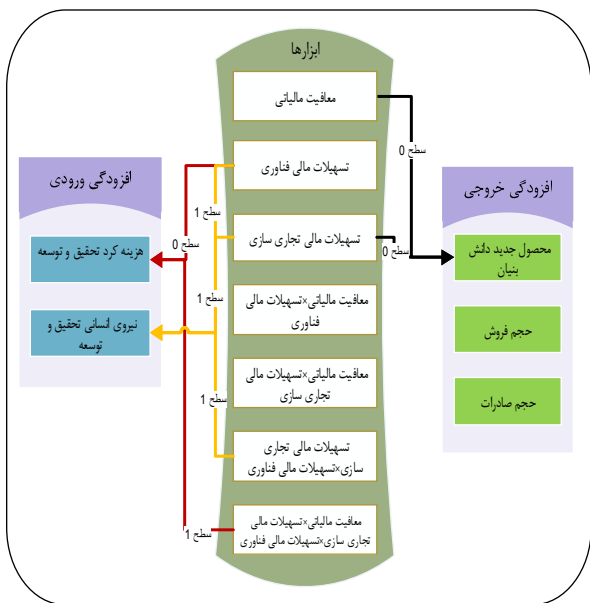 ابزارها
معافیت مالیاتی
تسهیلات مالی فناوری
تسهیلات مالی تجاری سازی
معافیت مالیاتی×تسهیلات مالی
فناوری
معافیت مالیاتی×تسهیلات مالی
تجاری سازی
تسهیلات مالی تجاری
سازی×تسهیلات مالی فناوری
معافیت مالیاتی×تسهیلات مالی
تجاری سازی×تسهیلات مالی فناوری
افزودگی خروجی
محصول جدید دانش
بنیان
حجم فروش
حجم صادرات
افزودگی ورودی
هزینه کرد تحقیق و توسعه
نیروی انسانی تحقیق و
توسعه
سطح 0
سطح 0
سطح 1
سطح 0
سطح 1
سطح 1
سطح 1